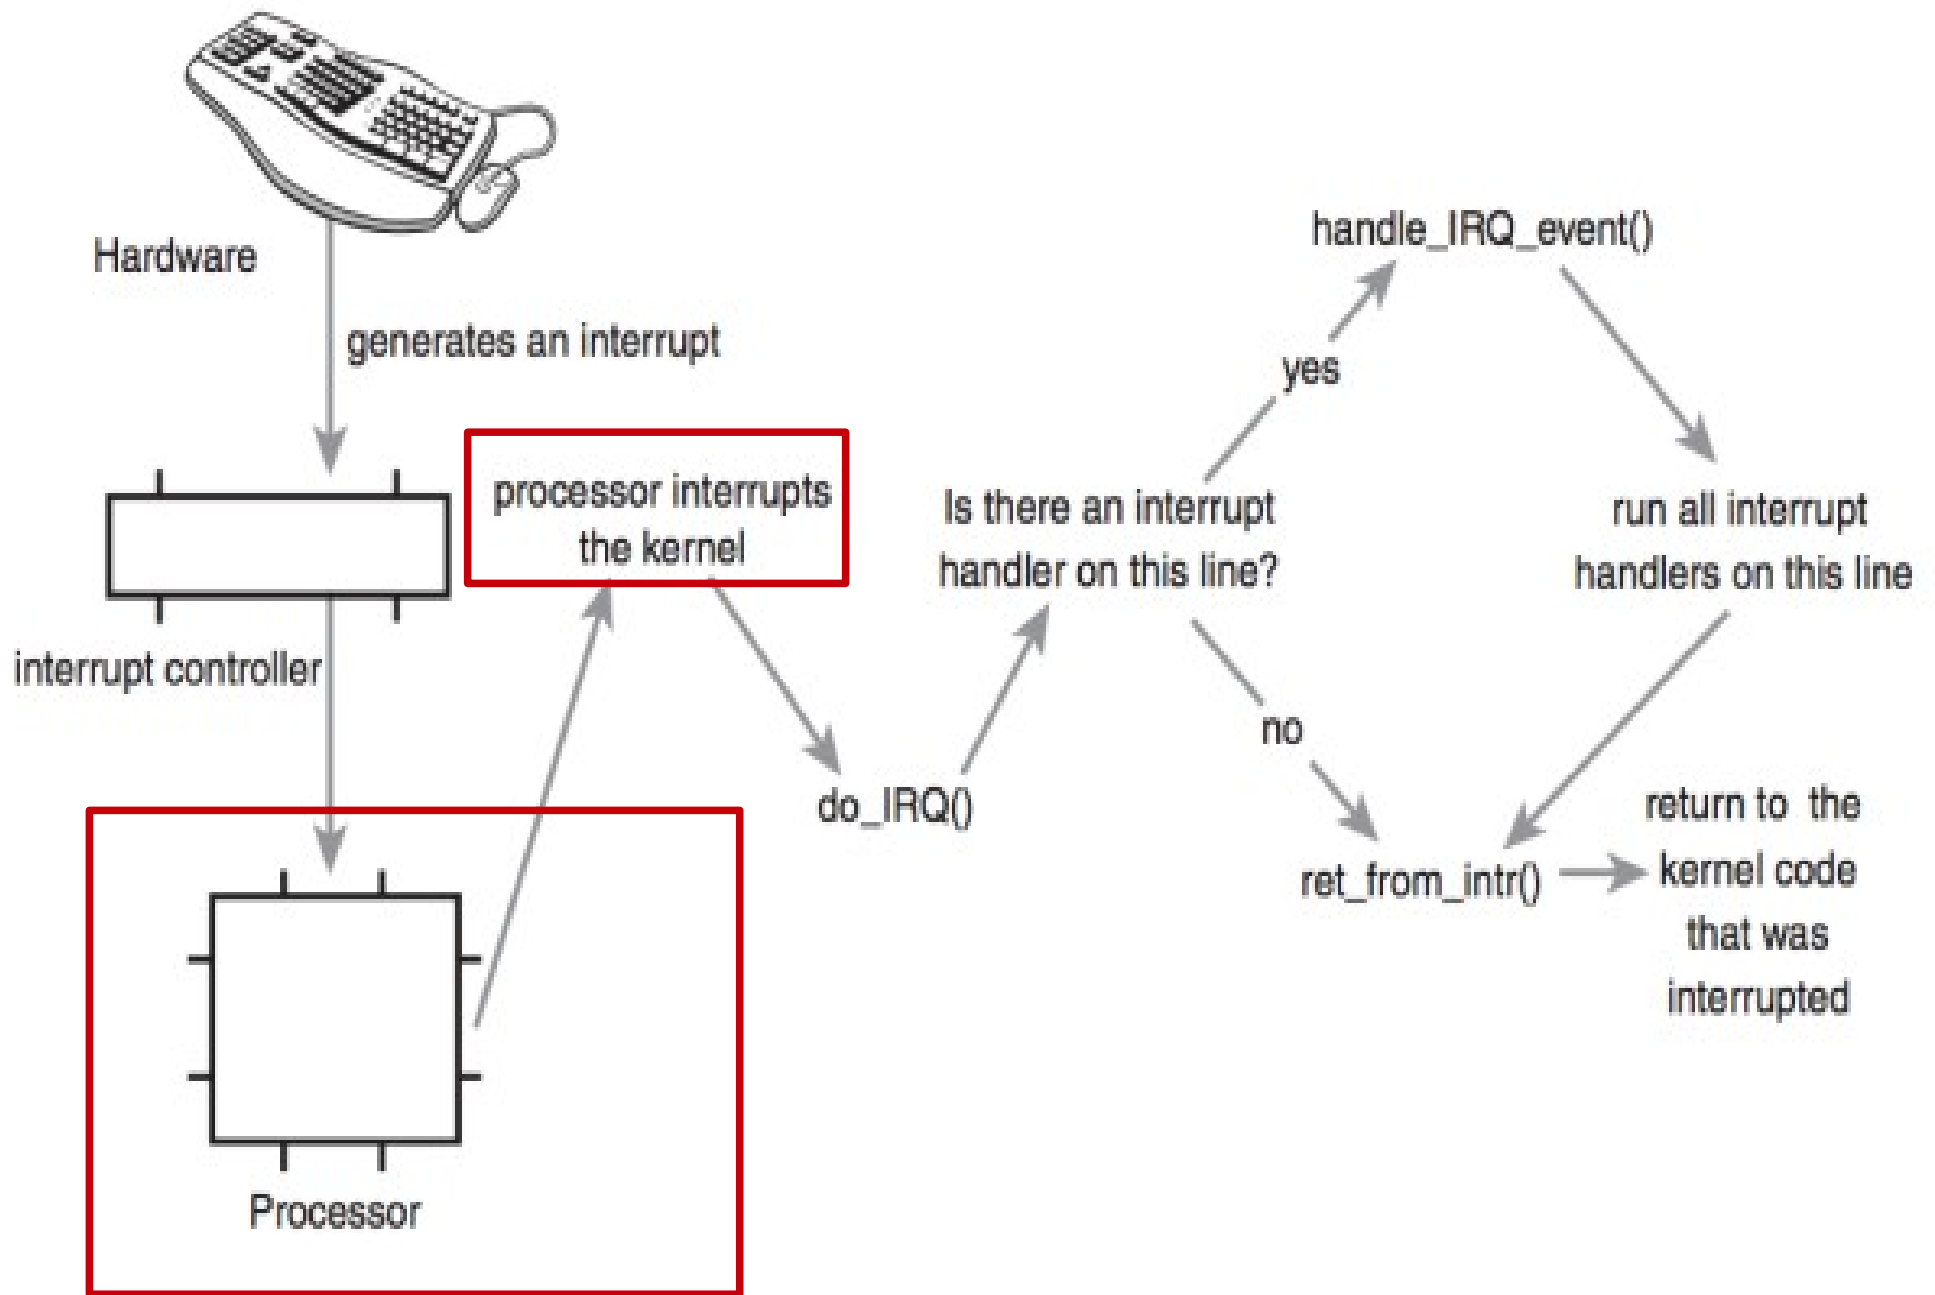 Hardware
generates an interrupt
interrupt controller
Processor
processor interrupts
the kernel
do_IRQ()
Is there an interrupt
handler on this line?
yes
no
handle_IRQ_event()
run all interrupt
handlers on this line
ret_from_intr()
return to the
kernel code
that was
interrupted